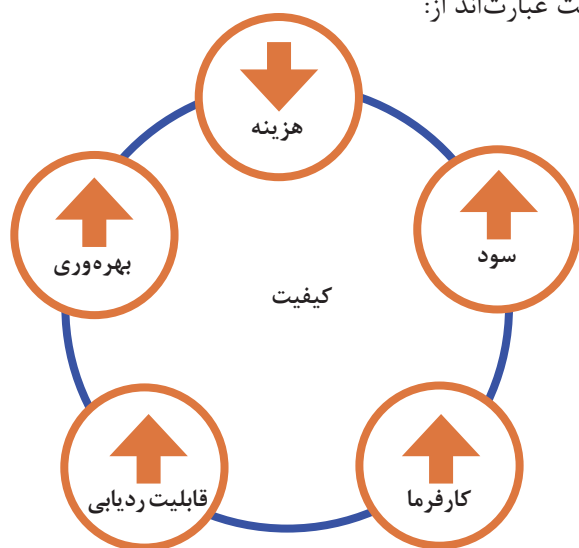 عبارت‌اند از:
هزینه
سود
بهره‌وری
کیفیت
کارفرما
قابلیت ردیابی